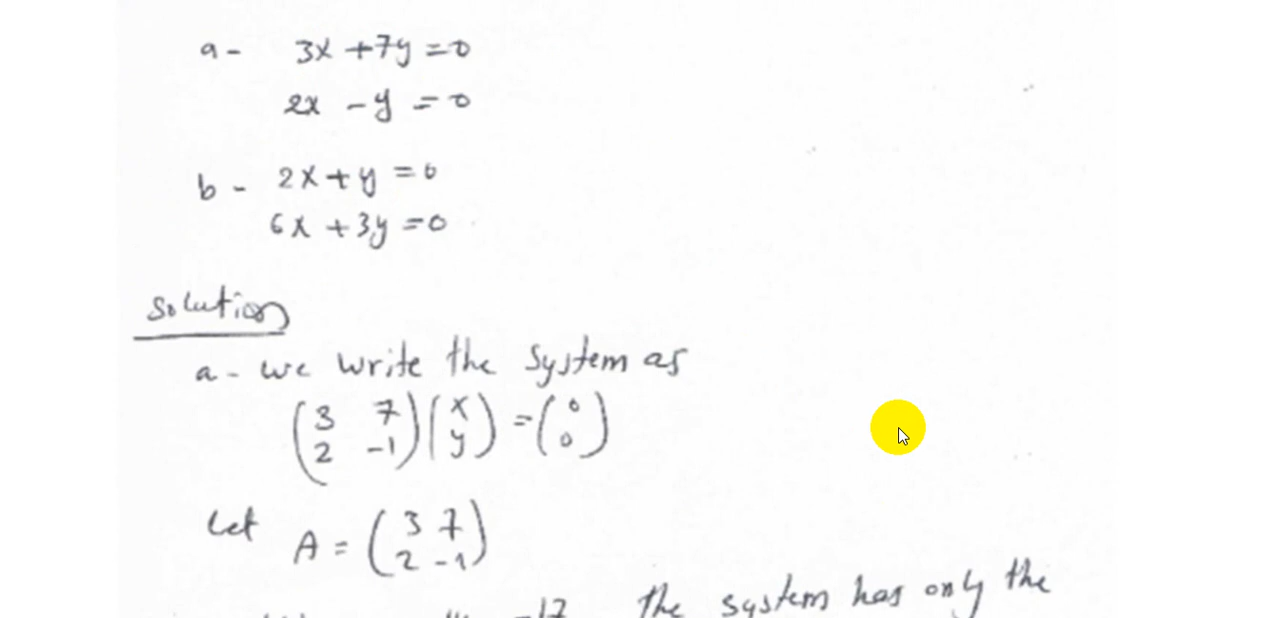 a - 3x + 7y = 0
2x - y = 0
b - 2x + y = 0
6x + 3y = 0
Solution
a - we write the system as
(3 7) (x) = (0)
(2 -1) (y) (0)
Let A = (3 7)
(2 -1)
-17 the system has only the